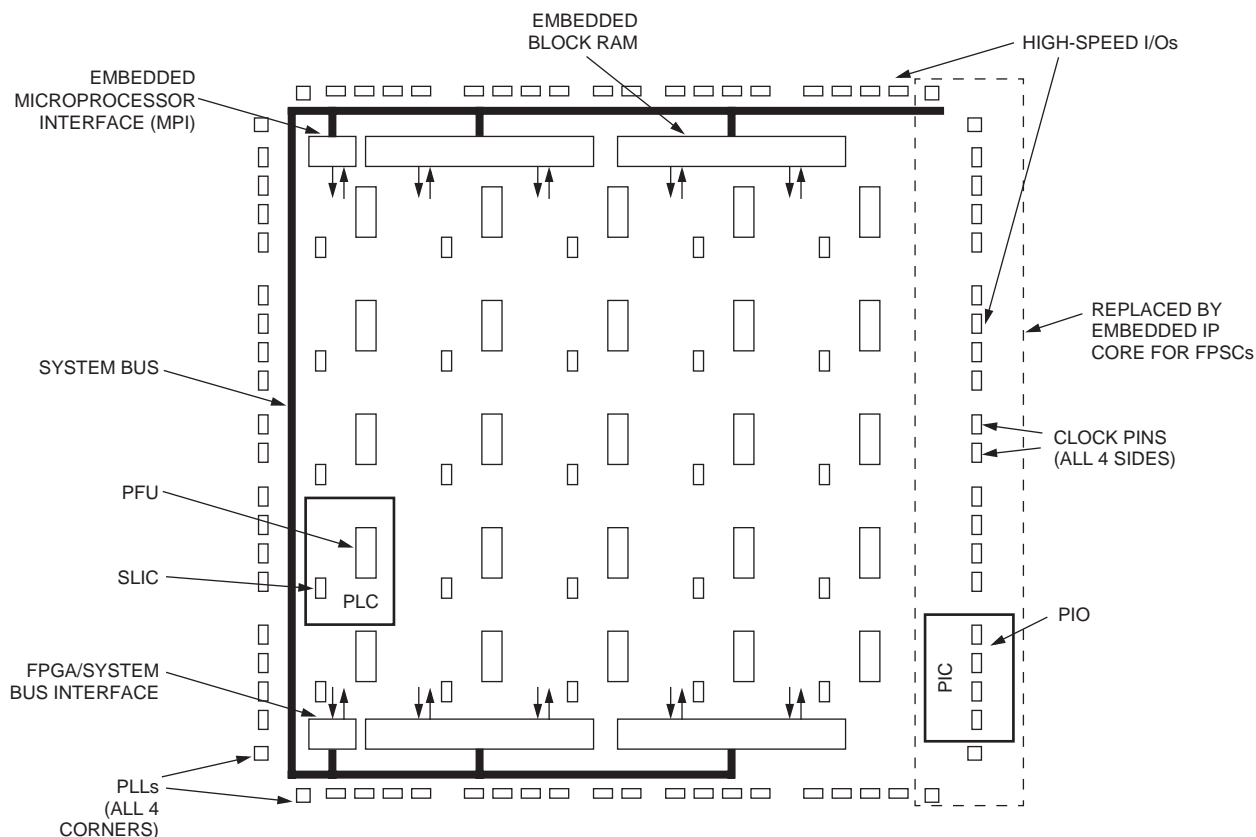 EMBEDDED
BLOCK RAM
HIGH-SPEED I/Os
EMBEDDED
MICROPROCESSOR
INTERFACE (MPI)
REPLACED BY
EMBEDDED IP
CORE FOR FPSCs
SYSTEM BUS
CLOCK PINS
(ALL 4 SIDES)
PFU
SLIC
PLC
PIO
PIC
FPGA/SYSTEM
BUS INTERFACE
PLLs
(ALL 4
CORNERS)